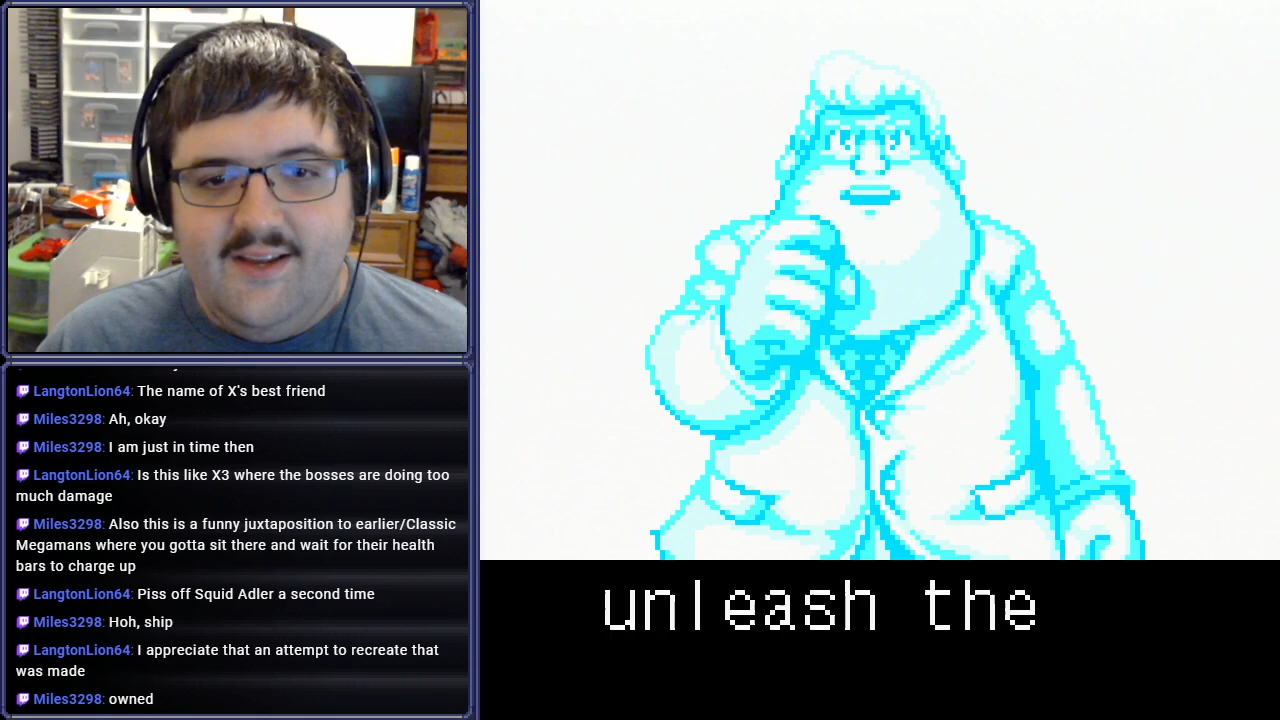 LangtonLion64: The name of X's best friend
Miles3298: Ah, okay
Miles3298: I am just in time then
LangtonLion64: Is this like X3 where the bosses are doing too
much damage
Miles3298: Also this is a funny juxtaposition to earlier/Classic
Megamans where you gotta sit there and wait for their health
bars to charge up
LangtonLion64: Piss off Squid Adler a second time
Miles3298: Hoh, ship
LangtonLion64: I appreciate that an attempt to recreate that
was made
Miles3298: owned
unleash the